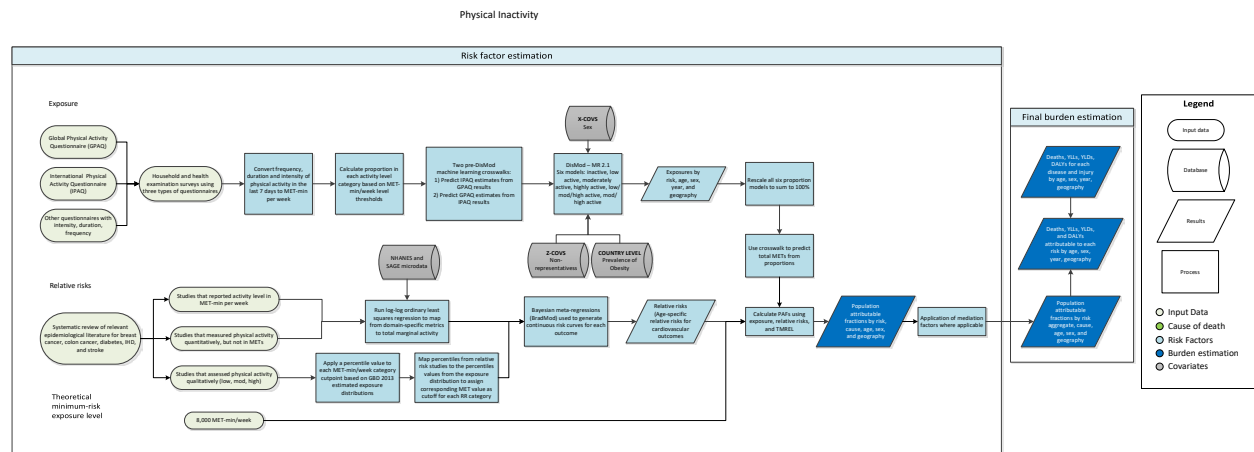 Physical Inactivity
Risk factor estimation
Exposure
Global Physical
Activity
Questionnaire (GPAQ)
International Physical
Activity Questionnaire
(IPAQ)
Other questionnaires with
intensity, duration,
frequency
Household and health
examination surveys using
three types of questionnaires
Convert frequency,
duration and intensity of
physical activity in the
last 7 days to MET-min
per week
Calculate proportion in
each activity level
category based on MET-
min/week level
thresholds
Two pre-DisMod
machine learning crosswalks:
1) Predict IPAQ estimates from
GPAQ results
2) Predict GPAQ estimates from
IPAQ results
X-COVS
Sex
DisMod – MR 2.1
Six models: inactive, low
active, moderately
active, highly active, low/
mod/high active, mod/
high active
Z-COVS
Non-
representativeness
COUNTRY LEVEL
Prevalence of
Obesity
Exposures by
risk, age, sex,
year, and
geography
Rescale all six proportion
models to sum to 100%
Use crosswalk to predict
total METs from
proportions
Relative risks
Systematic review of relevant
epidemiological literature for breast
cancer, colon cancer, diabetes, IHD,
and stroke
Studies that reported activity level in
MET-min per week
Studies that measured physical activity
quantitatively, but not in METs
Studies that assessed physical activity
qualitatively (low, mod, high)
NHANES and
SAGE microdata
Run log-log ordinary least
squares regression to map
from domain-specific metrics
to total marginal activity
Apply a percentile value to
each MET-min/week category
cutpoint based on GBD 2013
estimated exposure
distributions
Map percentiles from relative
risk studies to the percentiles
values from the exposure
distribution to assign
corresponding MET value as
cutoff for each RR category
Bayesian meta-regressions
(BradMod) used to generate
continuous risk curves for each
outcome
Relative risks
(Age-specific
relative risks for
cardiovascular
outcomes
Calculate PAFs using
exposure, relative risks,
and TMREL
Population
attributable
fractions by risk,
cause, age, sex,
and geography
Application of mediation
factors where applicable
Theoretical
minimum-risk
exposure level
8,000 MET-min/week
Final burden estimation
Deaths, YLLs, YLDs,
DALYs for each
disease and injury
by age, sex, year,
geography
Deaths, YLLs, YLDs,
and DALYs
attributable to each
risk by age, sex,
year, geography
Population
attributable
fractions by risk
aggregate, cause,
age, sex, and
geography
Legend
Input data
Database
Results
Process
Input Data
Cause of death
Risk Factors
Burden estimation
Covariates